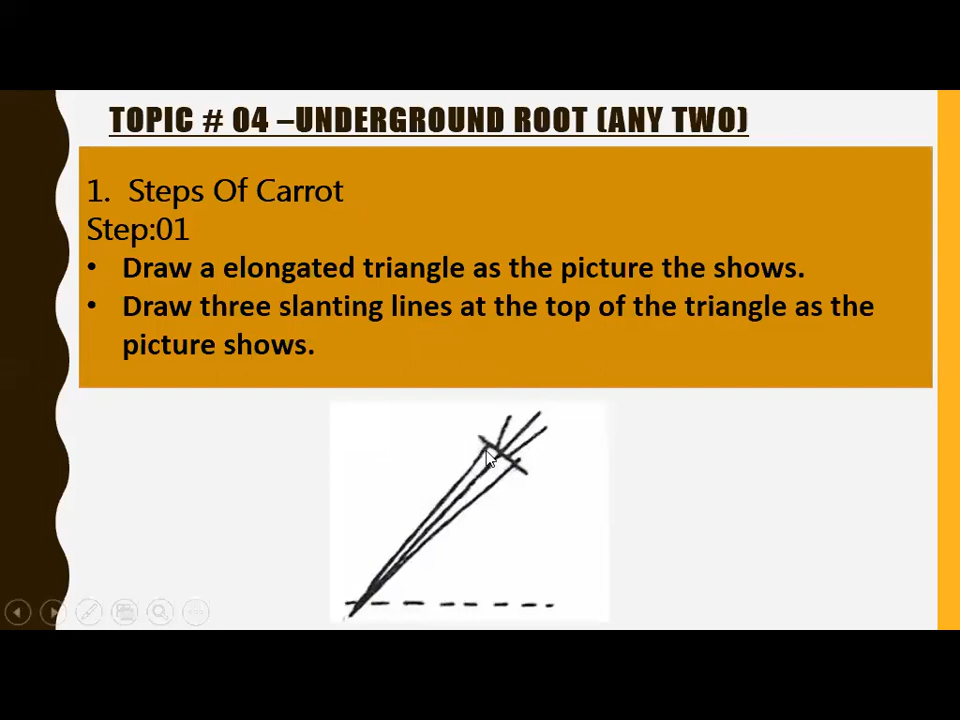 TOPIC # 04 –UNDERGROUND ROOT (ANY TWO)
1. Steps Of Carrot
Step:01
• Draw a elongated triangle as the picture the shows.
• Draw three slanting lines at the top of the triangle as the
picture shows.